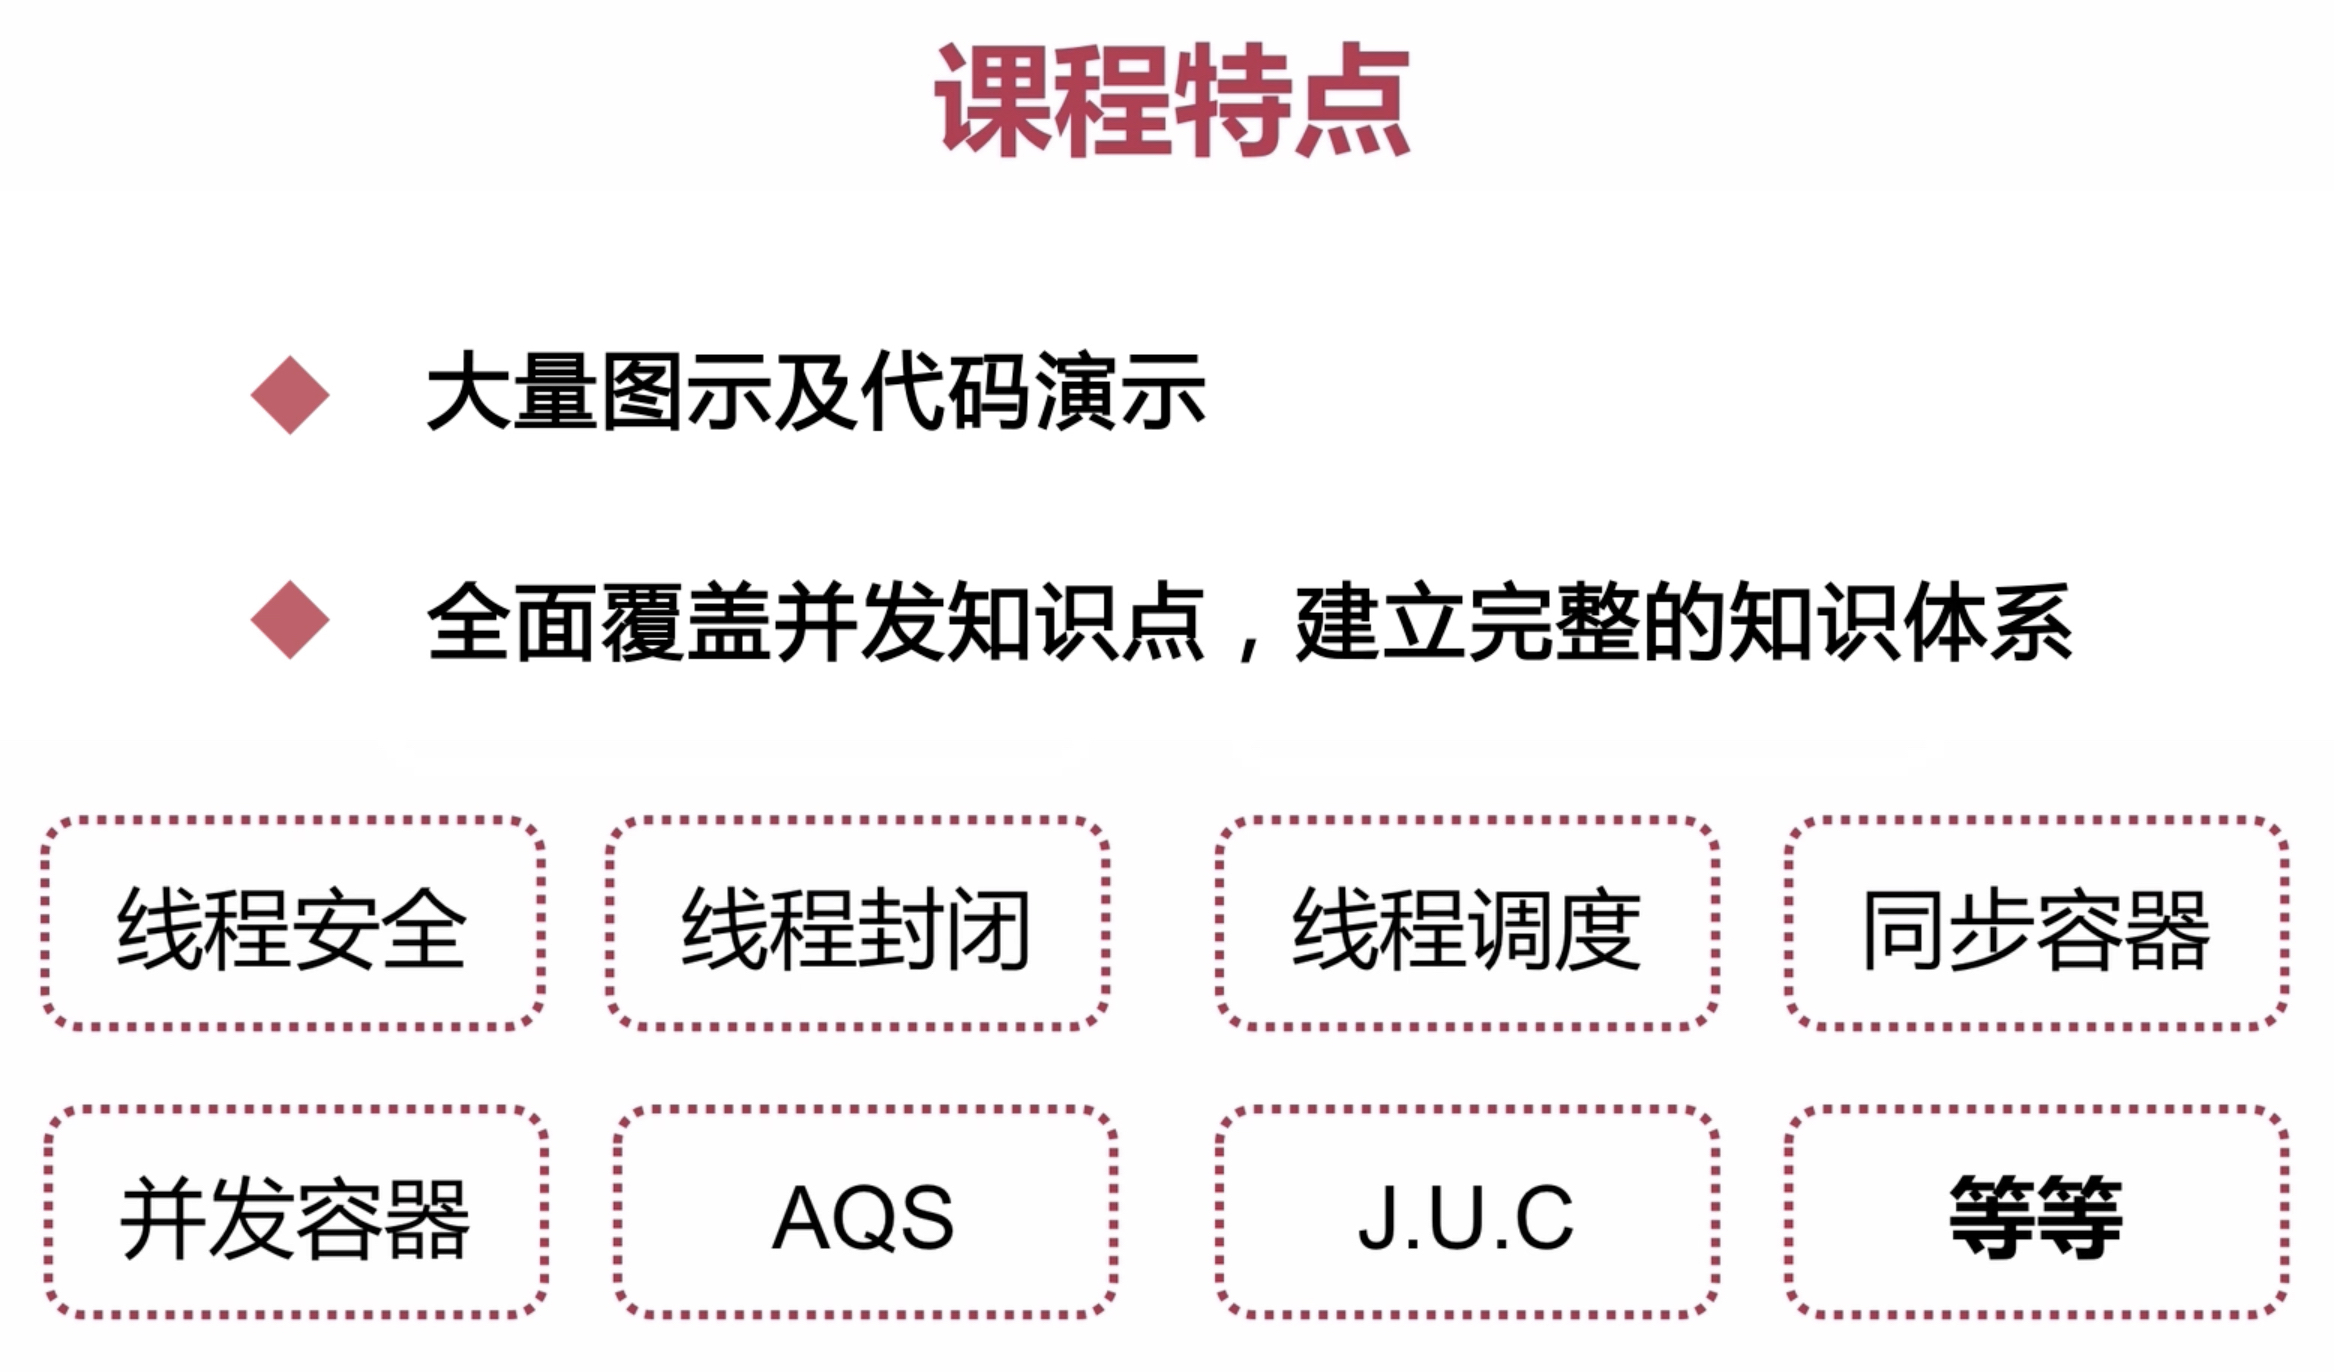 课程特点
大量图示及代码演示
全面覆盖并发知识点，建立完整的知识体系
线程安全
线程封闭
线程调度
同步容器
并发容器
AQS
J.U.C
等等